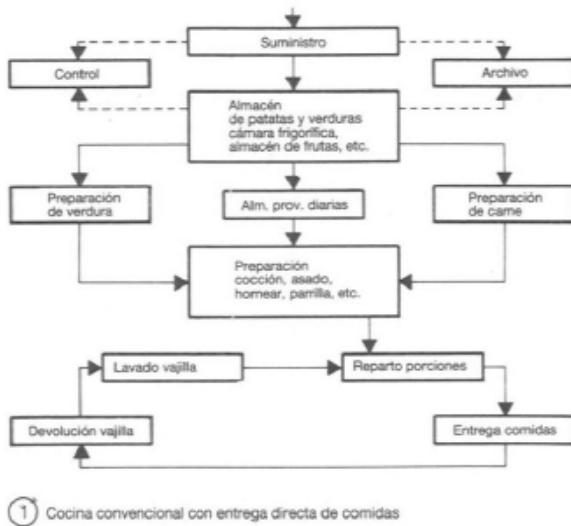 Suministro
Control
Archivo
Almacén
de patatas y verduras
cámara frigorífica,
almacén de frutas, etc.
Preparación
de verdura
Alm. prov. diarias
Preparación
de carne
Preparación
cocción, asado,
hornear, parrilla, etc.
Lavado vajilla
Reparto porciones
Devolución vajilla
Entrega comidas
1 Cocina convencional con entrega directa de comidas